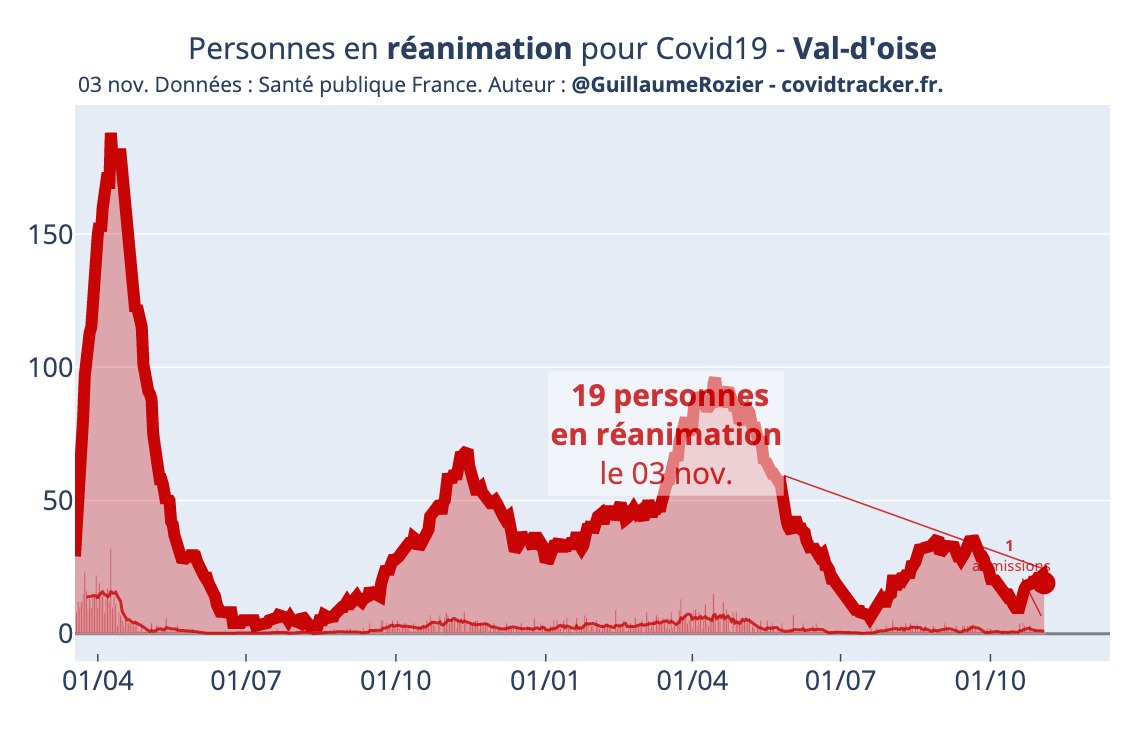 Personnes en réanimation pour Covid19 - Val-d'oise
03 nov. Données : Santé publique France. Auteur : @GuillaumeRozier - covidtracker.fr.
150
100
50
0
19 personnes
en réanimation
le 03 nov.
1
admissions
01/04
01/07
01/10
01/01
01/04
01/07
01/10